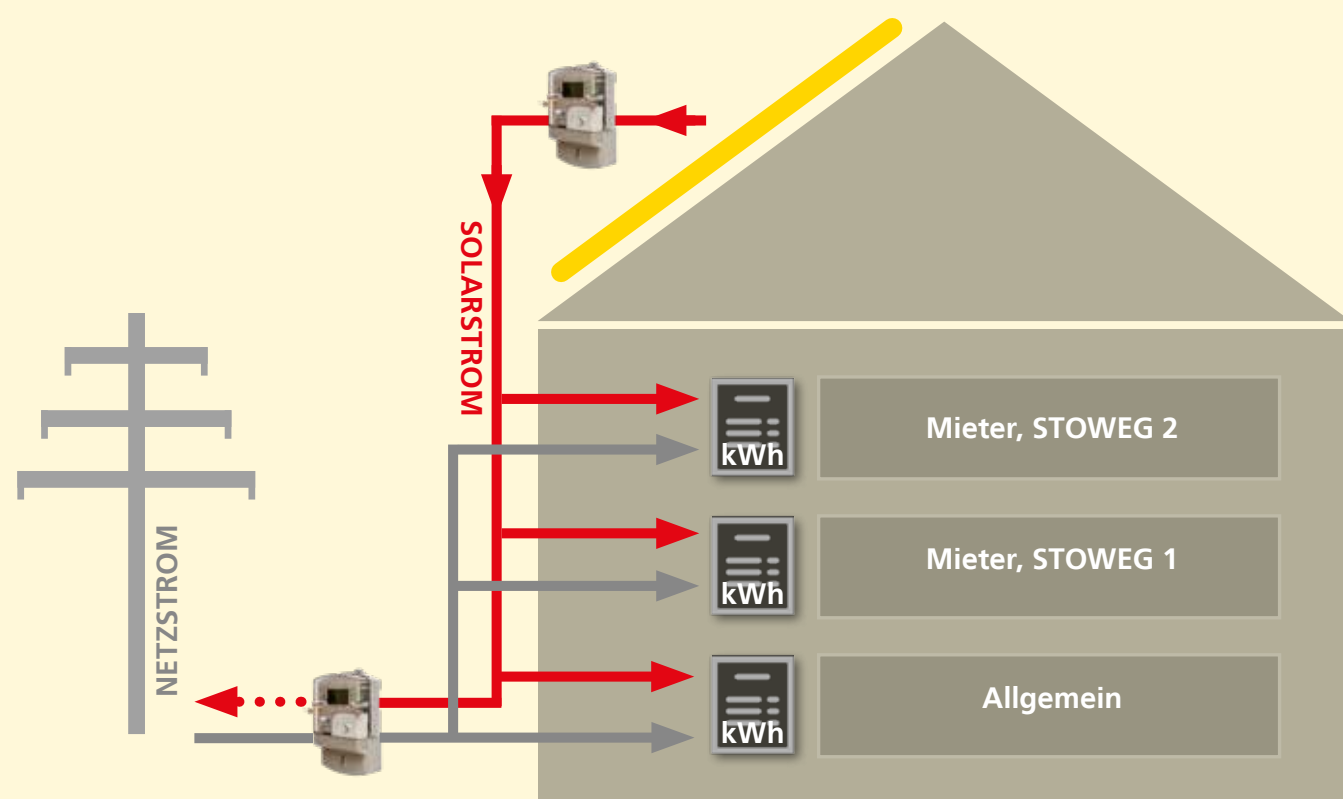 SOLARSTROM
NETZSTROM
kWh
Mieter, STOWEG 2
kWh
Mieter, STOWEG 1
kWh
Allgemein